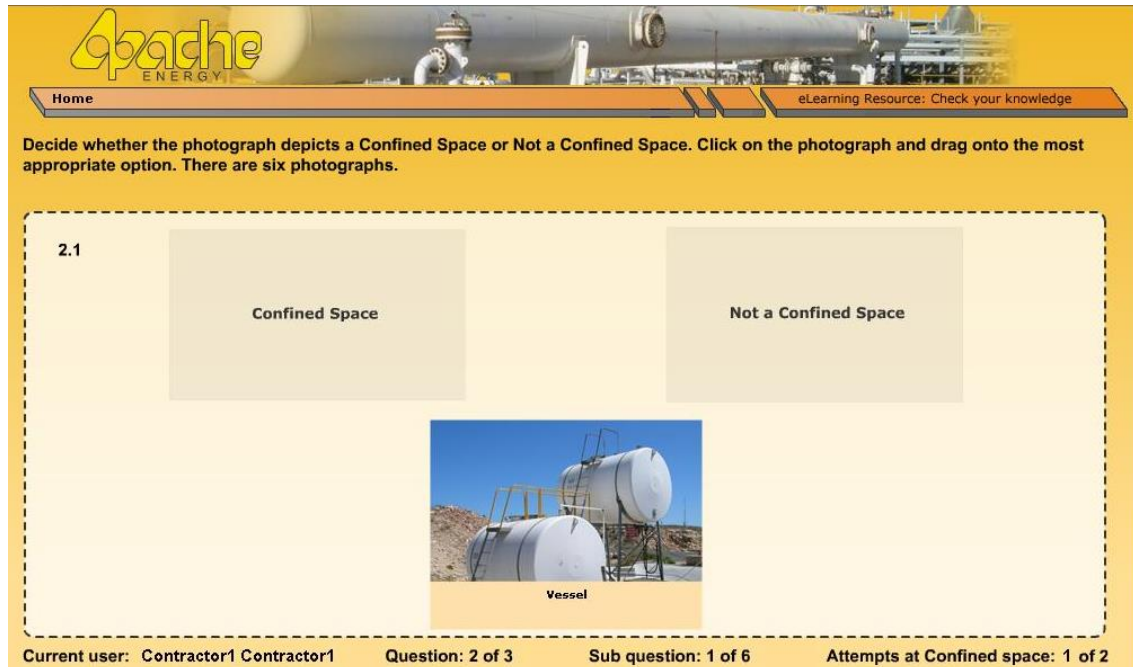 Apache
ENERGY
Home
eLearning Resource: Check your knowledge
Decide whether the photograph depicts a Confined Space or Not a Confined Space. Click on the photograph and drag onto the most
appropriate option. There are six photographs.
2.1
Confined Space
Not a Confined Space
Vessel
Current user: Contractor1 Contractor1 Question: 2 of 3 Sub question: 1 of 6 Attempts at Confined space: 1 of 2